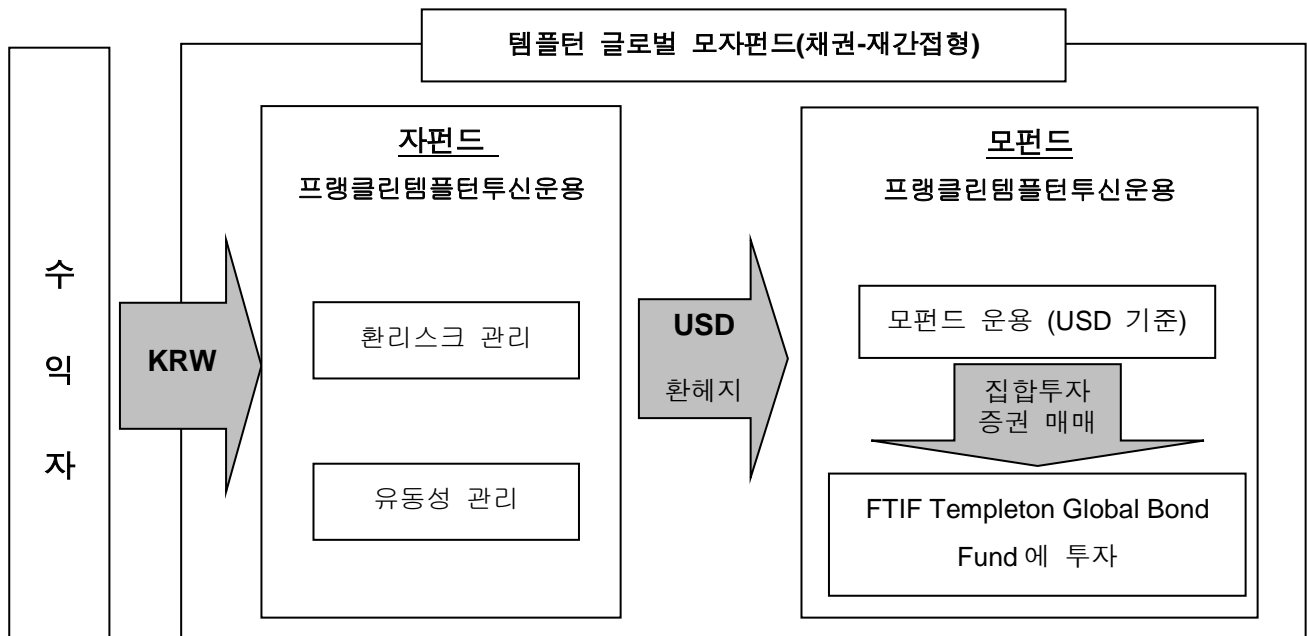 템플턴 글로벌 모자펀드(채권-재간접형)
수
익
자
KRW
자펀드
프랭클린템플턴투신운용
환리스크 관리
유동성 관리
USD
환헤지
모펀드
프랭클린템플턴투신운용
모펀드 운용 (USD 기준)
집합투자
증권 매매
FTIF Templeton Global Bond
Fund에 투자